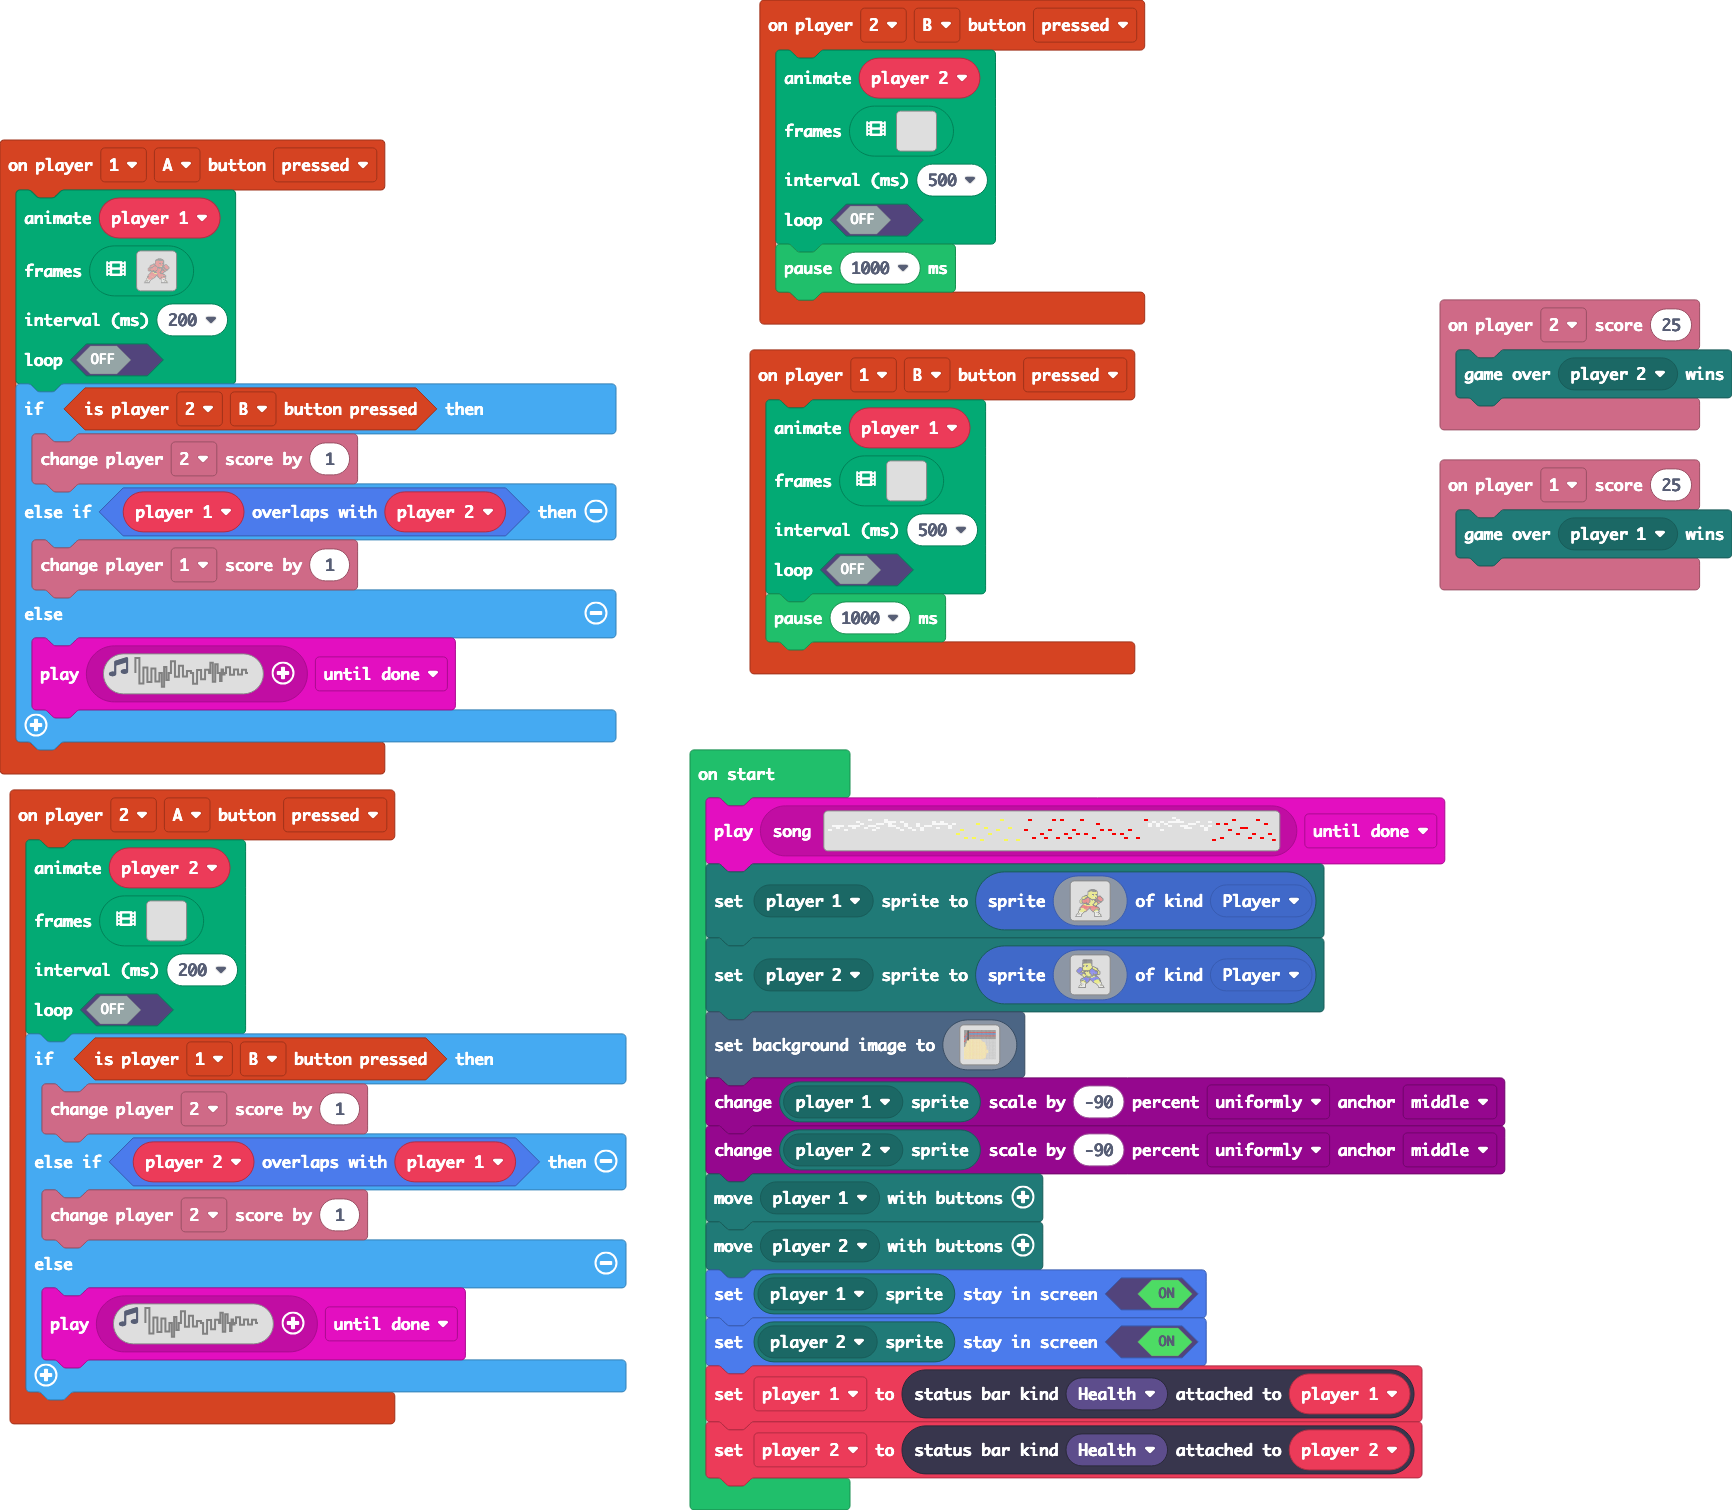 on player 2 B button pressed
animate player 2
frames
interval (ms) 500
loop OFF
pause 1000 ms
on player 1 A button pressed
animate player 1
frames
interval (ms) 200
loop OFF
if is player 2 B button pressed then
change player 2 score by 1
else if player 1 overlaps with player 2 then
change player 1 score by 1
else
play until done
on player 1 B button pressed
animate player 1
frames
interval (ms) 500
loop OFF
pause 1000 ms
on player 2 score 25
game over player 2 wins
on player 1 score 25
game over player 1 wins
on player 2 A button pressed
animate player 2
frames
interval (ms) 200
loop OFF
if is player 1 B button pressed then
change player 2 score by 1
else if player 2 overlaps with player 1 then
change player 2 score by 1
else
play until done
on start
play song until done
set player 1 sprite to sprite of kind Player
set player 2 sprite to sprite of kind Player
set background image to
change player 1 sprite scale by -90 percent uniformly anchor middle
change player 2 sprite scale by -90 percent uniformly anchor middle
move player 1 with buttons
move player 2 with buttons
set player 1 sprite stay in screen ON
set player 2 sprite stay in screen ON
set player 1 to status bar kind Health attached to player 1
set player 2 to status bar kind Health attached to player 2